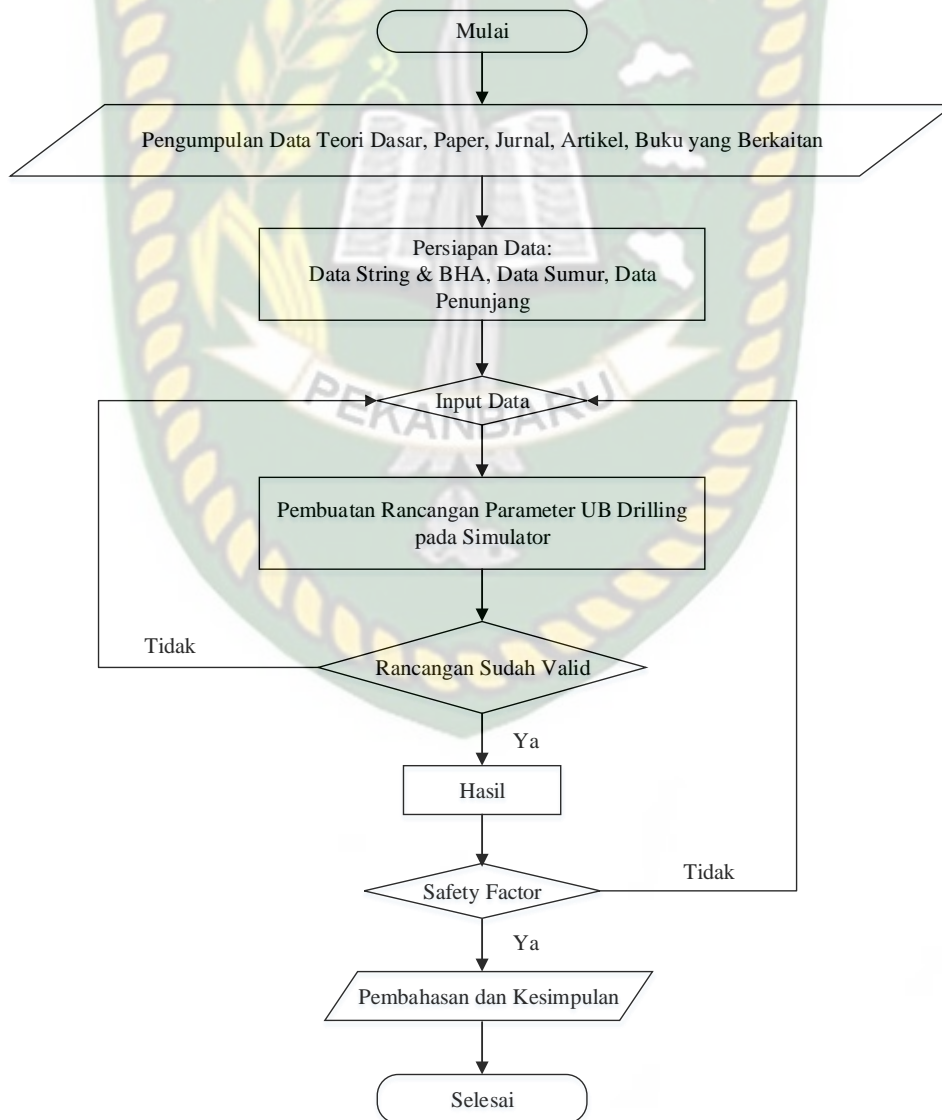 Mulai
Pengumpulan Data Teori Dasar, Paper, Jurnal, Artikel, Buku yang Berkaitan
Persiapan Data:
Data String & BHA, Data Sumur, Data
Penunjang
PEKANBARU
Input Data
Pembuatan Rancangan Parameter UB Drilling
pada Simulator
Tidak
Rancangan Sudah Valid
Ya
Hasil
Safety Factor
Tidak
Ya
Pembahasan dan Kesimpulan
Selesai